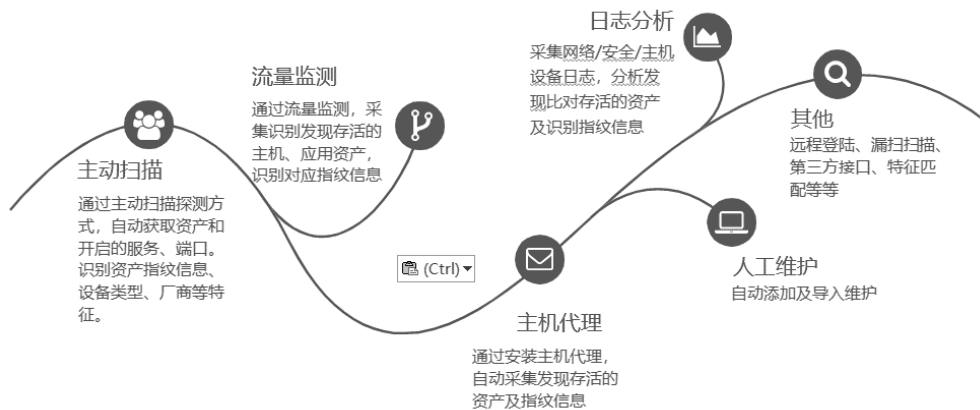 主动扫描
通过主动扫描探测方
式，自动获取资产和
开启的服务、端口。
识别资产指纹信息、
设备类型、厂商等特
征。
流量监测
通过流量监测，采
集识别发现存活的
主机、应用资产，
识别对应指纹信息
(Ctrl)
主机代理
通过安装主机代理，
自动采集发现存活的
资产及指纹信息
日志分析
采集网络/安全/主机
设备日志，分析发
现比对存活的资产
及识别指纹信息
人工维护
自动添加及导入维护
其他
远程登陆、漏扫扫描、
第三方接口、特征匹
配等等